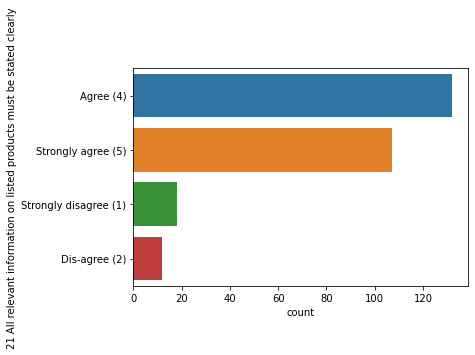 21 All relevant information on listed products must be stated clearly
Agree (4)
Strongly agree (5)
Strongly disagree (1)
Dis-agree (2)
0 20 40 60 80 100 120
count